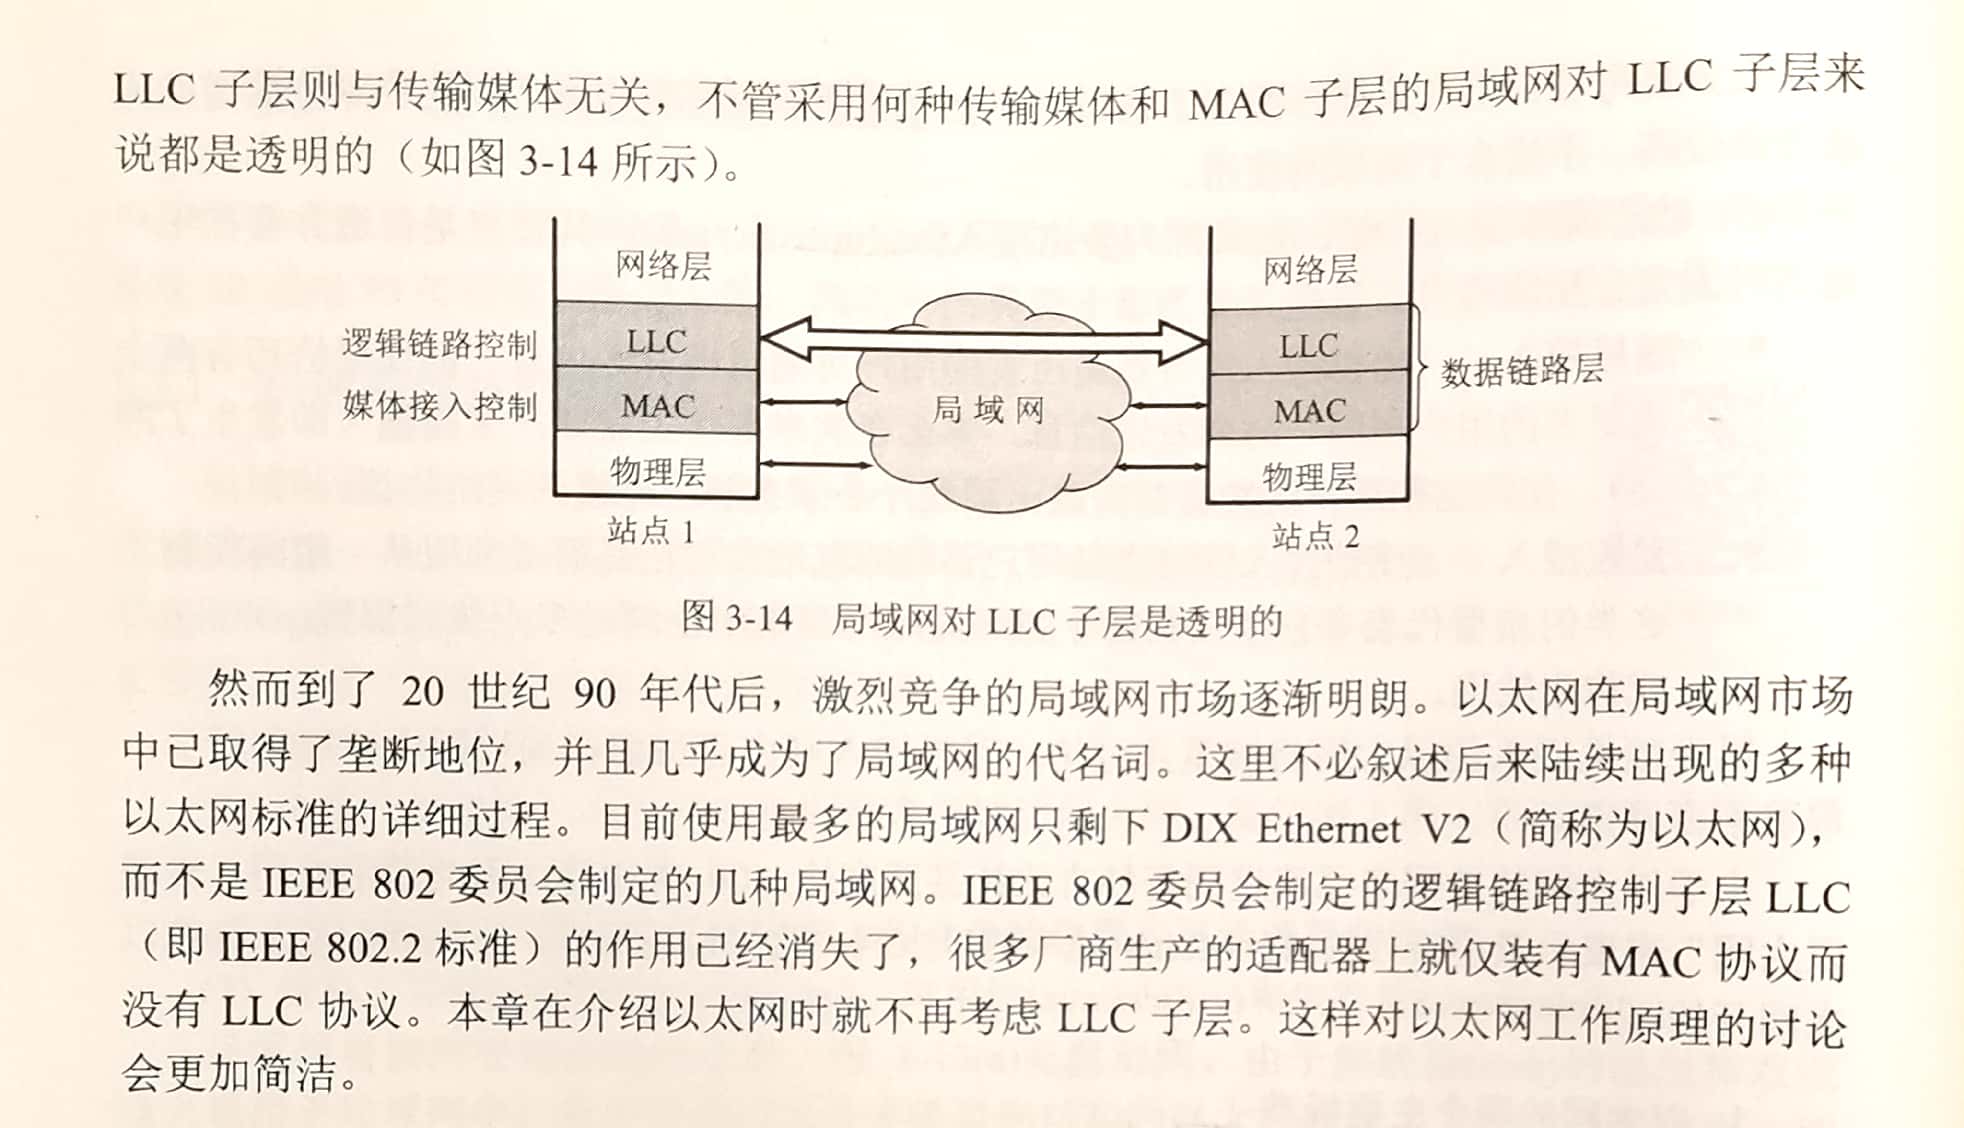 LLC 子层则与传输媒体无关，不管采用何种传输媒体和 MAC 子层的局域网对 LLC 子层来
说都是透明的（如图 3-14 所示）。
网络层
网络层
逻辑链路控制
LLC
LLC
数据链路层
媒体接入控制
MAC
局域网
MAC
物理层
物理层
站点 1
站点 2
图 3-14 局域网对 LLC 子层是透明的
然而到了 20 世纪 90 年代后，激烈竞争的局域网市场逐渐明朗。以太网在局域网市场
中已取得了垄断地位，并且几乎成为了局域网的代名词。这里不必叙述后来陆续出现的多种
以太网标准的详细过程。目前使用最多的局域网只剩下 DIX Ethernet V2（简称为以太网），
而不是 IEEE 802 委员会制定的几种局域网。IEEE 802 委员会制定的逻辑链路控制子层 LLC
（即 IEEE 802.2 标准）的作用已经消失了，很多厂商生产的适配器上就仅装有 MAC 协议而
没有 LLC 协议。本章在介绍以太网时就不再考虑 LLC 子层。这样对以太网工作原理的讨论
会更加简洁。